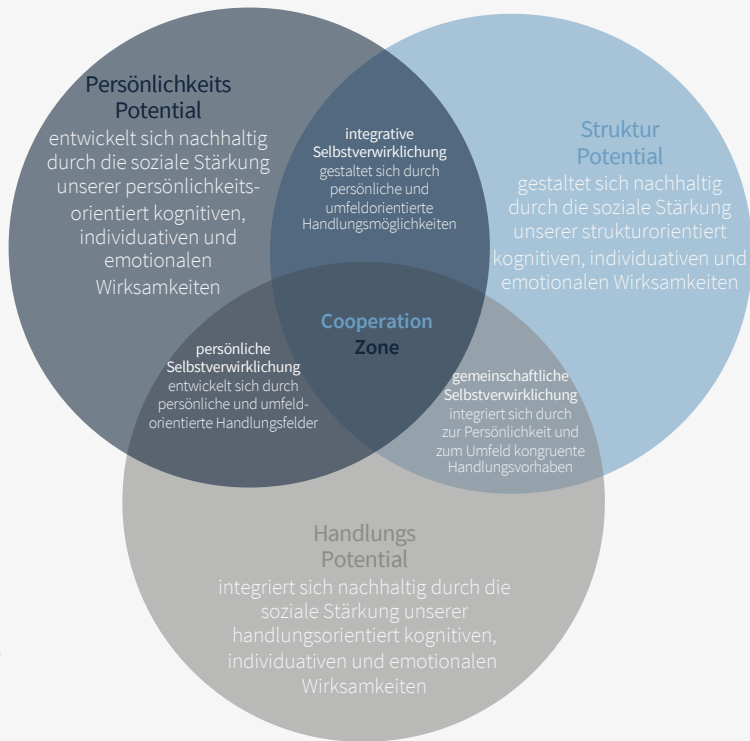 Persönlichkeits
Potential
entwickelt sich nachhaltig
durch die soziale Stärkung
unserer persönlichkeits-
orientiert kognitiven,
individuativen und
emotionalen
Wirksamkeiten
integrative
Selbstverwirklichung
gestaltet sich durch
persönliche und
umfeldorientierte
Handlungsmöglichkeiten
Struktur
Potential
gestaltet sich nachhaltig
durch die soziale Stärkung
unserer strukturorientiert
kognitiven, individuativen und
emotionalen Wirksamkeiten
Cooperation
Zone
persönliche
Selbstverwirklichung
entwickelt sich durch
persönliche und umfeld-
orientierte Handlungsfelder
gemeinschaftliche
Selbstverwirklichung
integriert sich durch
zur Persönlichkeit und
zum Umfeld kongruente
Handlungsvorhaben
Handlungs
Potential
integriert sich nachhaltig durch die
soziale Stärkung unserer
handlungsorientiert kognitiven,
individuativen und emotionalen
Wirksamkeiten